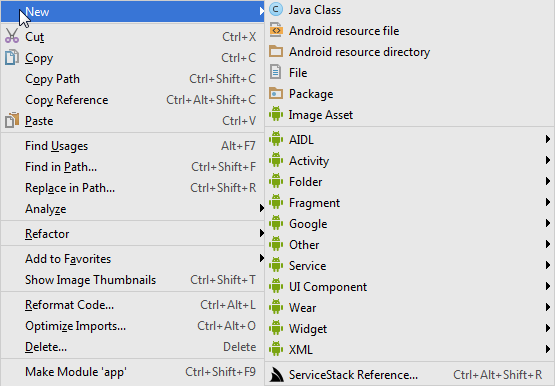 New
Cut Ctrl+X
Copy Ctrl+C
Copy Path Ctrl+Shift+C
Copy Reference Ctrl+Alt+Shift+C
Paste Ctrl+V
Find Usages Alt+F7
Find in Path... Ctrl+Shift+F
Replace in Path... Ctrl+Shift+R
Analyze
Refactor
Add to Favorites
Show Image Thumbnails Ctrl+Shift+T
Reformat Code... Ctrl+Alt+L
Optimize Imports... Ctrl+Alt+O
Delete... Delete
Make Module 'app' Ctrl+Shift+F9
Java Class
Android resource file
Android resource directory
File
Package
Image Asset
AIDL
Activity
Folder
Fragment
Google
Other
Service
UI Component
Wear
Widget
XML
ServiceStack Reference... Ctrl+Alt+Shift+R